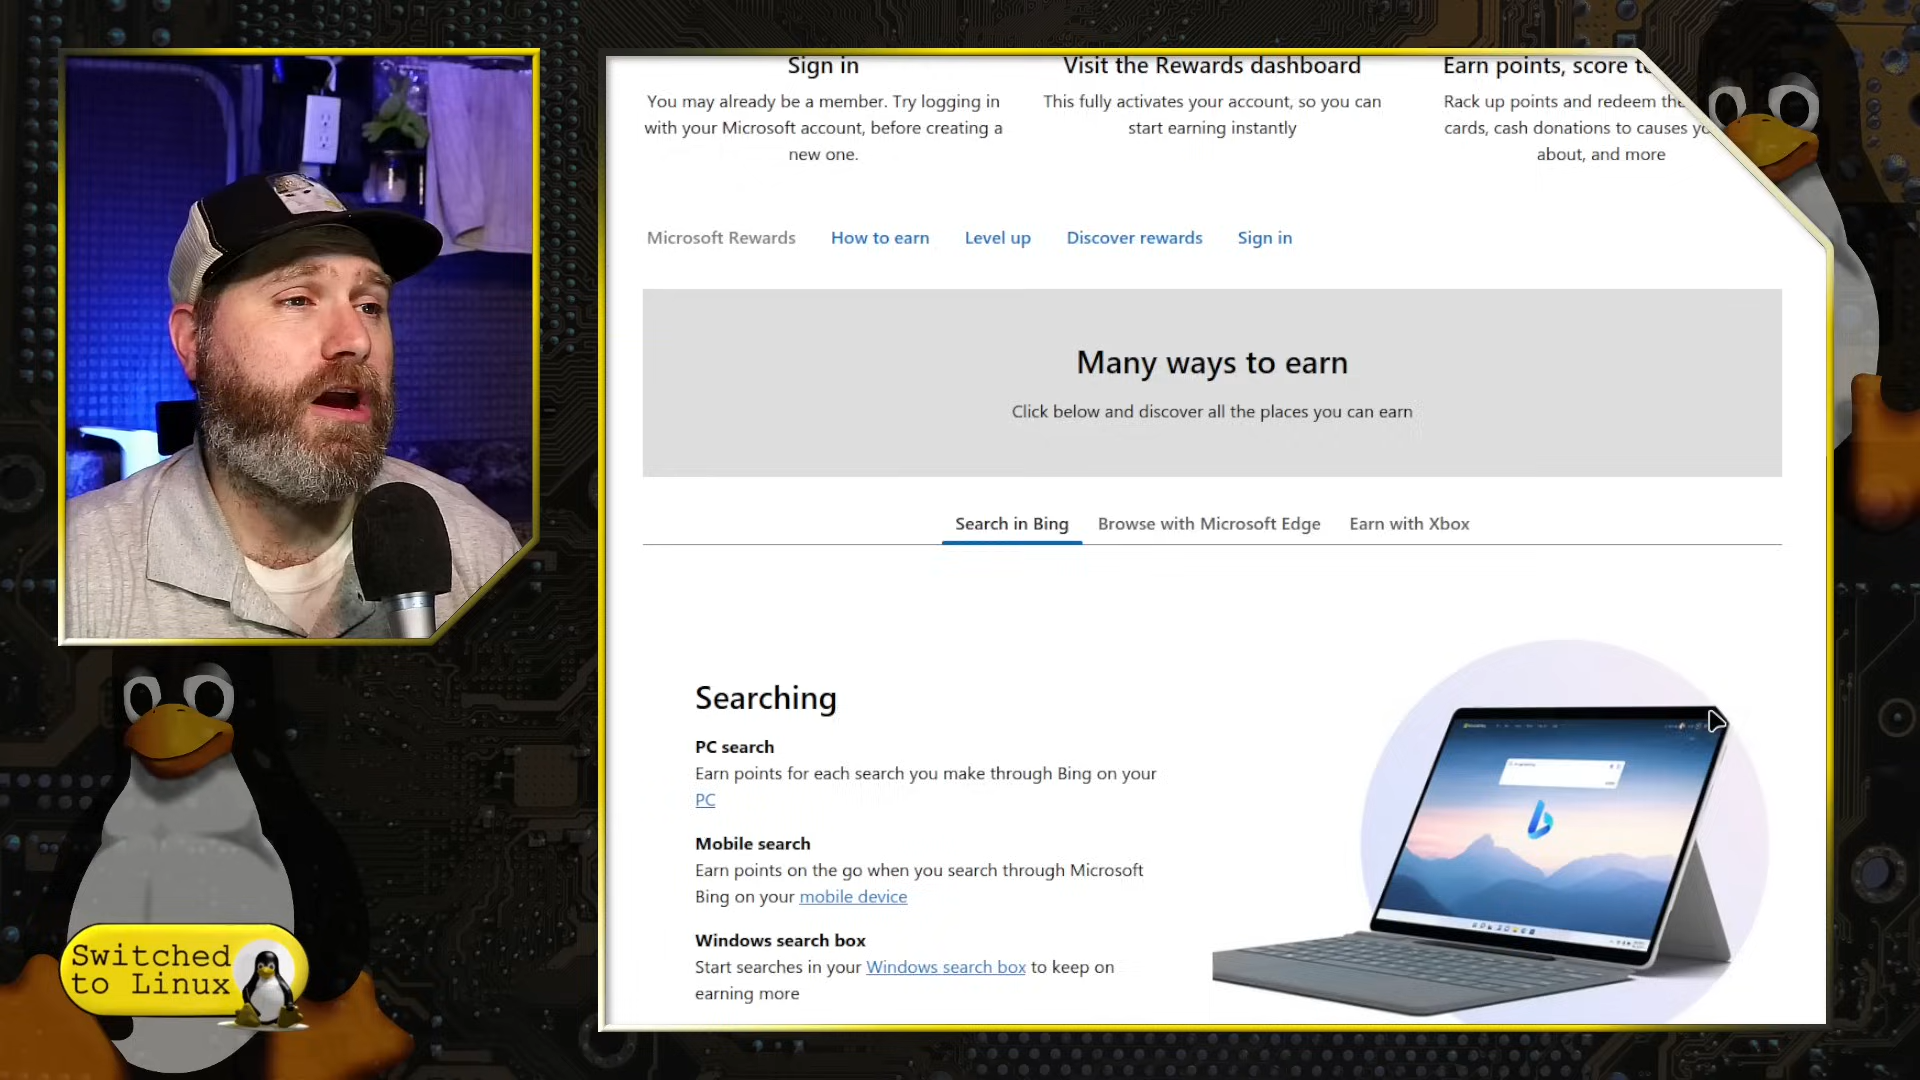 Sign in
You may already be a member. Try logging in
with your Microsoft account, before creating a
new one.
Visit the Rewards dashboard
This fully activates your account, so you can
start earning instantly
Earn points, score
Rack up points and redeem
cards, cash donations to causes
about, and more
Microsoft Rewards
How to earn
Level up
Discover rewards
Sign in
Many ways to earn
Click below and discover all the places you can earn
Search in Bing
Browse with Microsoft Edge
Earn with Xbox
Searching
PC search
Earn points for each search you make through Bing on your
PC
Mobile search
Earn points on the go when you search through Microsoft
Bing on your mobile device
Windows search box
Start searches in your Windows search box to keep on
earning more
Switched
to Linux